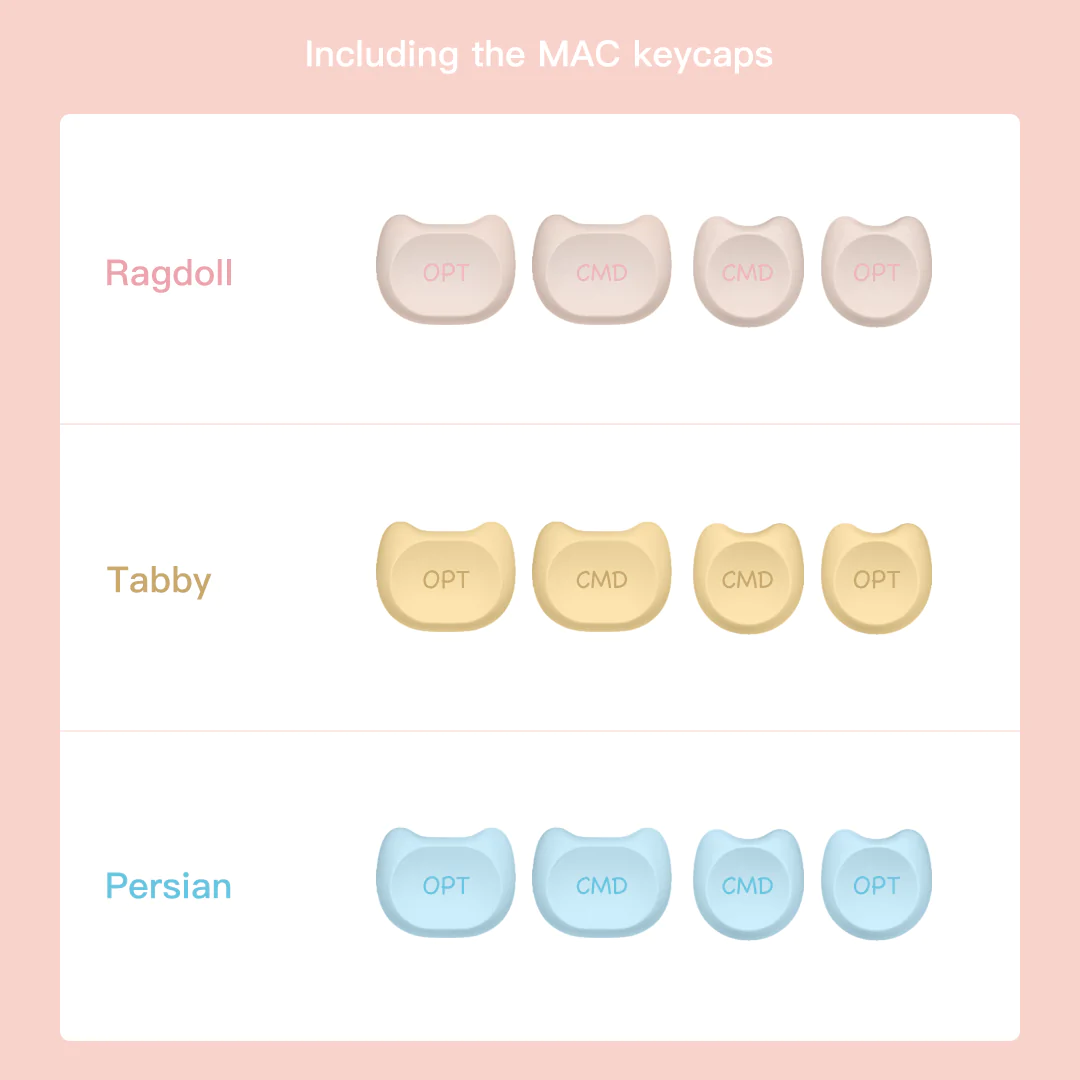 Including the MAC keycaps
Ragdoll
OPT CMD CMD OPT
Tabby
OPT CMD CMD OPT
Persian
OPT CMD CMD OPT